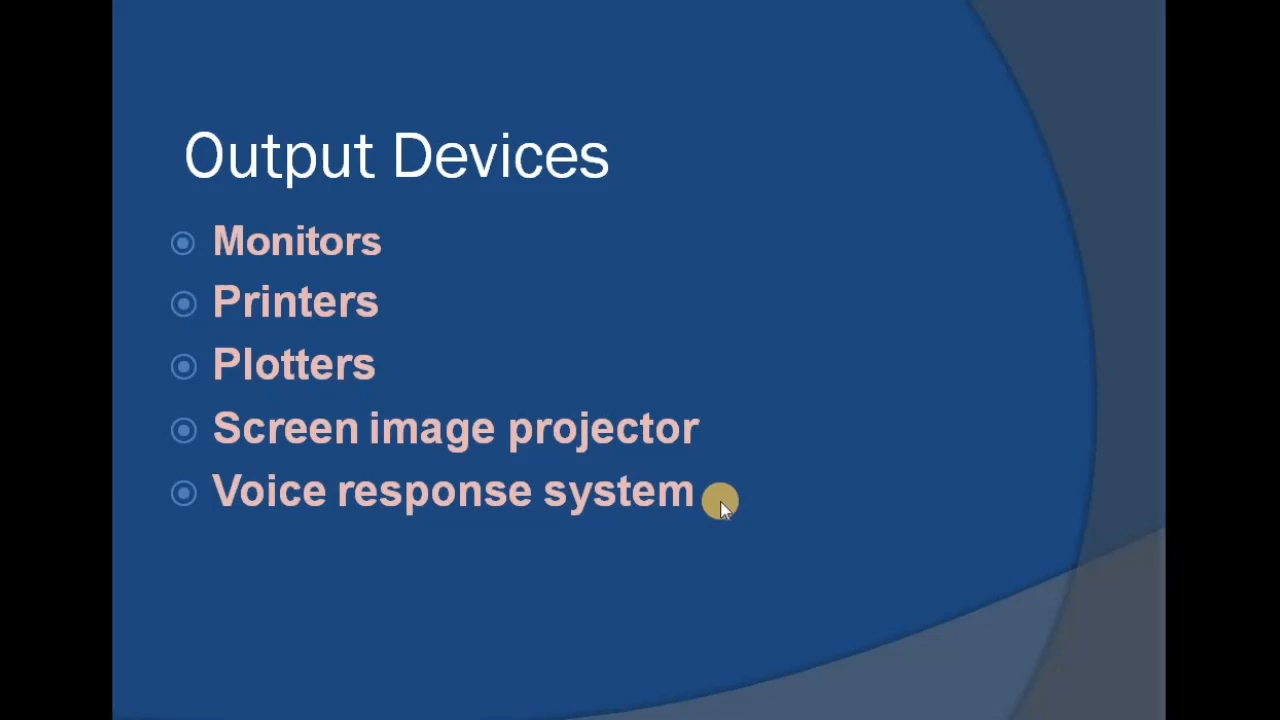 Output Devices
Monitors
Printers
Plotters
Screen image projector
Voice response system